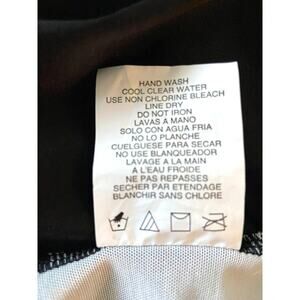 HAND WASH
COOL CLEAR WATER
USE NON CHLORINE BLEACH
LINE DRY
DO NOT IRON
LAVAS A MANO
SOLO CON AGUA FRIA
NO LO PLANCHE
CUELGUESE PARA SECAR
NO USE BLANQUEADOR
LAVAGE A LA MAIN
A L'EAU FROIDE
NE PAS REPASSES
SECHER PAR ETENDAGE
BLANCHIR SANS CHLORE